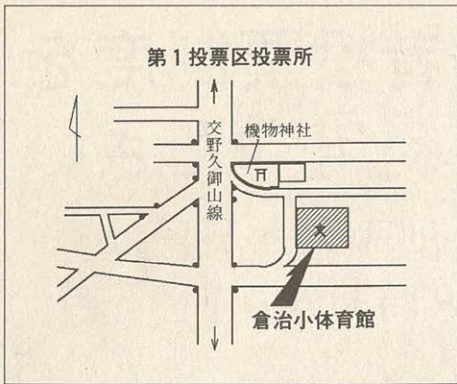 第1投票区投票所
交野久御山線
機物神社
倉治小体育館